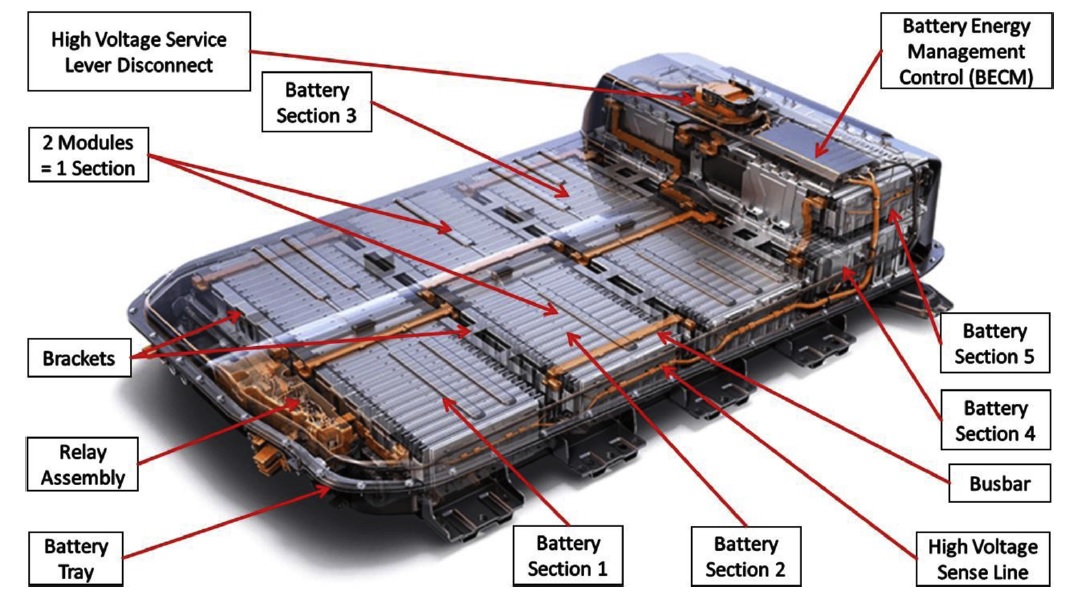 High Voltage Service
Lever Disconnect
Battery Energy
Management
Control (BECM)
Battery
Section 3
2 Modules
= 1 Section
Brackets
Battery
Section 5
Battery
Section 4
Relay
Assembly
Busbar
Battery
Tray
Battery
Section 1
Battery
Section 2
High Voltage
Sense Line